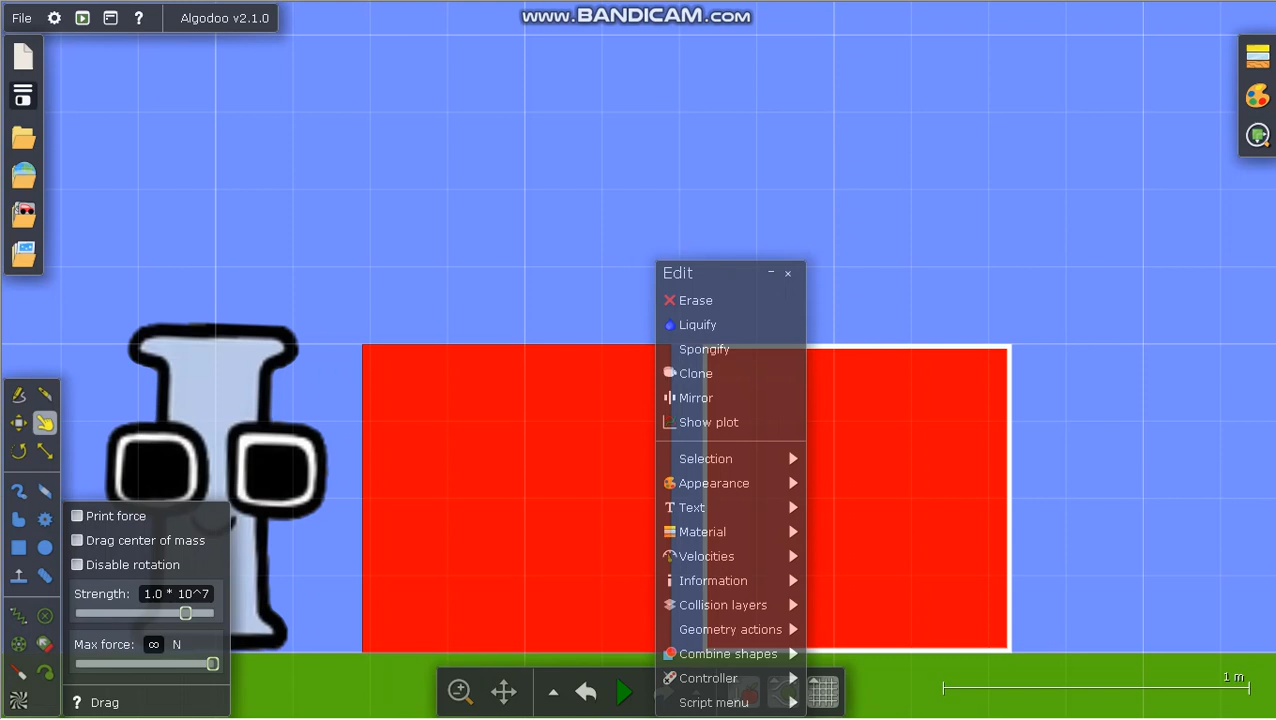 File
?
Algodoo v2.1.0
www.BANDICAM.com
Edit
Erase
Liquify
Spongify
Clone
Mirror
Show plot
Selection
Appearance
Text
Material
Velocities
Information
Collision layers
Geometry actions
Combine shapes
Controller
Script menu
Print force
Drag center of mass
Disable rotation
Strength: 1.0 * 10^7
Max force: ∞ N
? Drag
1 m